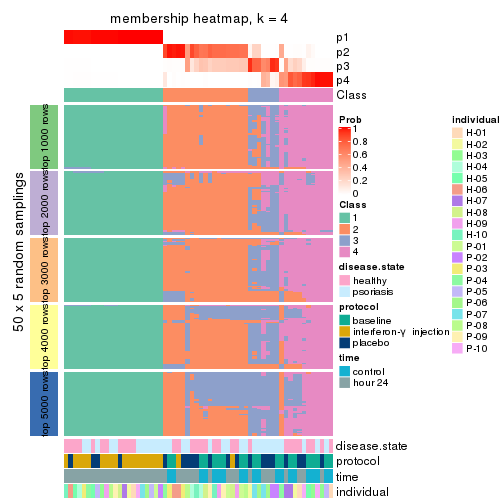 membership heatmap, k = 4
p1
p2
p3
p4
Class
50 x 5 random samplings
top 1000 rows
top 2000 rows
top 3000 rows
top 4000 rows
top 5000 rows
disease.state
protocol
time
individual
Prob
1
0.8
0.6
0.4
0.2
0
Class
1
2
3
4
disease.state
healthy
psoriasis
protocol
baseline
interferon-γ injection
placebo
time
control
hour 24
individual
H-01
H-02
H-03
H-04
H-05
H-06
H-07
H-08
H-09
H-10
P-01
P-02
P-03
P-04
P-05
P-06
P-07
P-08
P-09
P-10